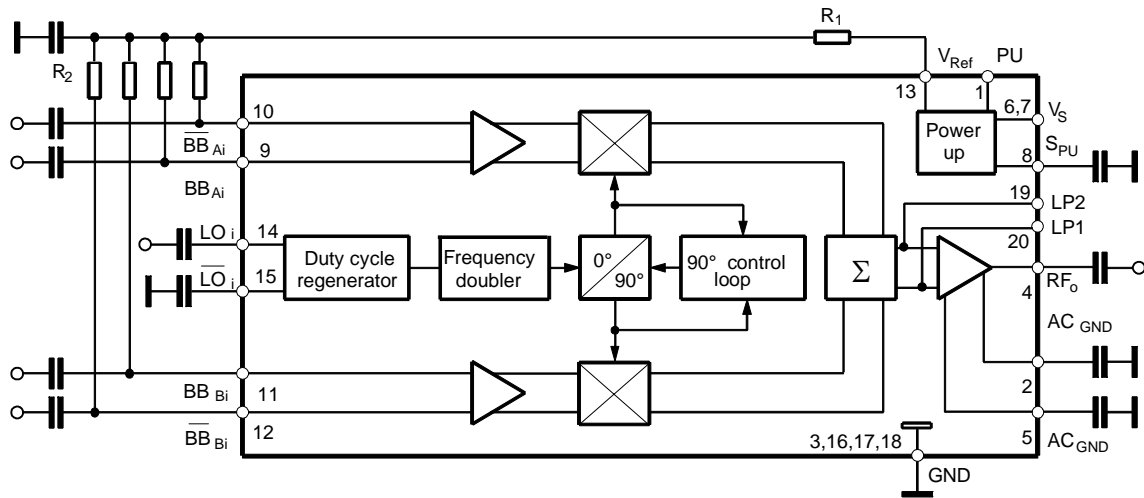 R1
R2
VRef
PU
13
1
6,7
VS
Power
up
10
BBAi
9
BBAi
SPU
8
19
LP2
LP1
20
LOi
14
LOi
15
Duty cycle
regenerator
Frequency
doubler
0°
90°
90° control
loop
Σ
RFo
4
ACGND
BBBi
11
BBBi
12
2
3,16,17,18
5
ACGND
GND